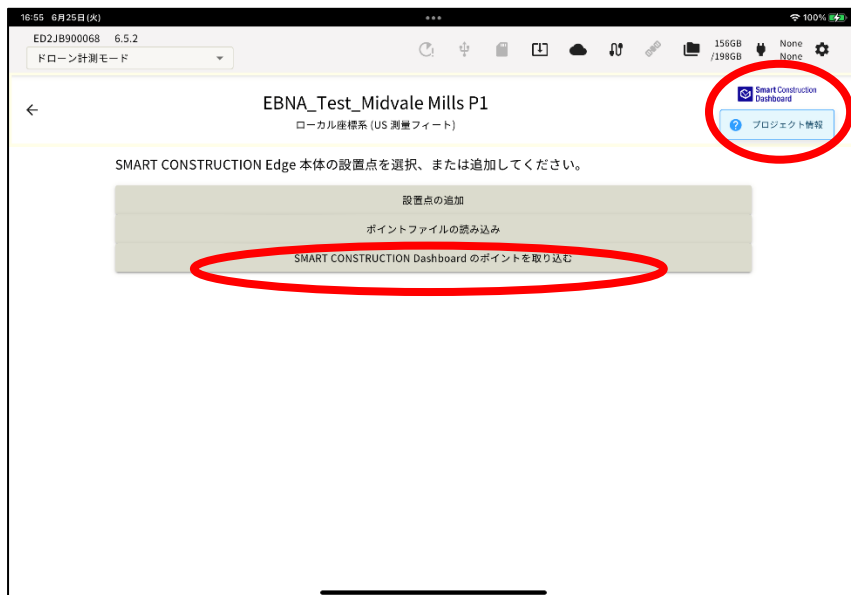 16:55 6月25日(火)
100%
ED2JB900068 6.5.2
ドローン計測モード
156GB
/198GB
None
None
Smart Construction
Dashboard
EBNA_Test_Midvale Mills P1
ローカル座標系 (US 測量フィート)
? プロジェクト情報
SMART CONSTRUCTION Edge 本体の設置点を選択、または追加してください。
設置点の追加
ポイントファイルの読み込み
SMART CONSTRUCTION Dashboard のポイントを取り込む